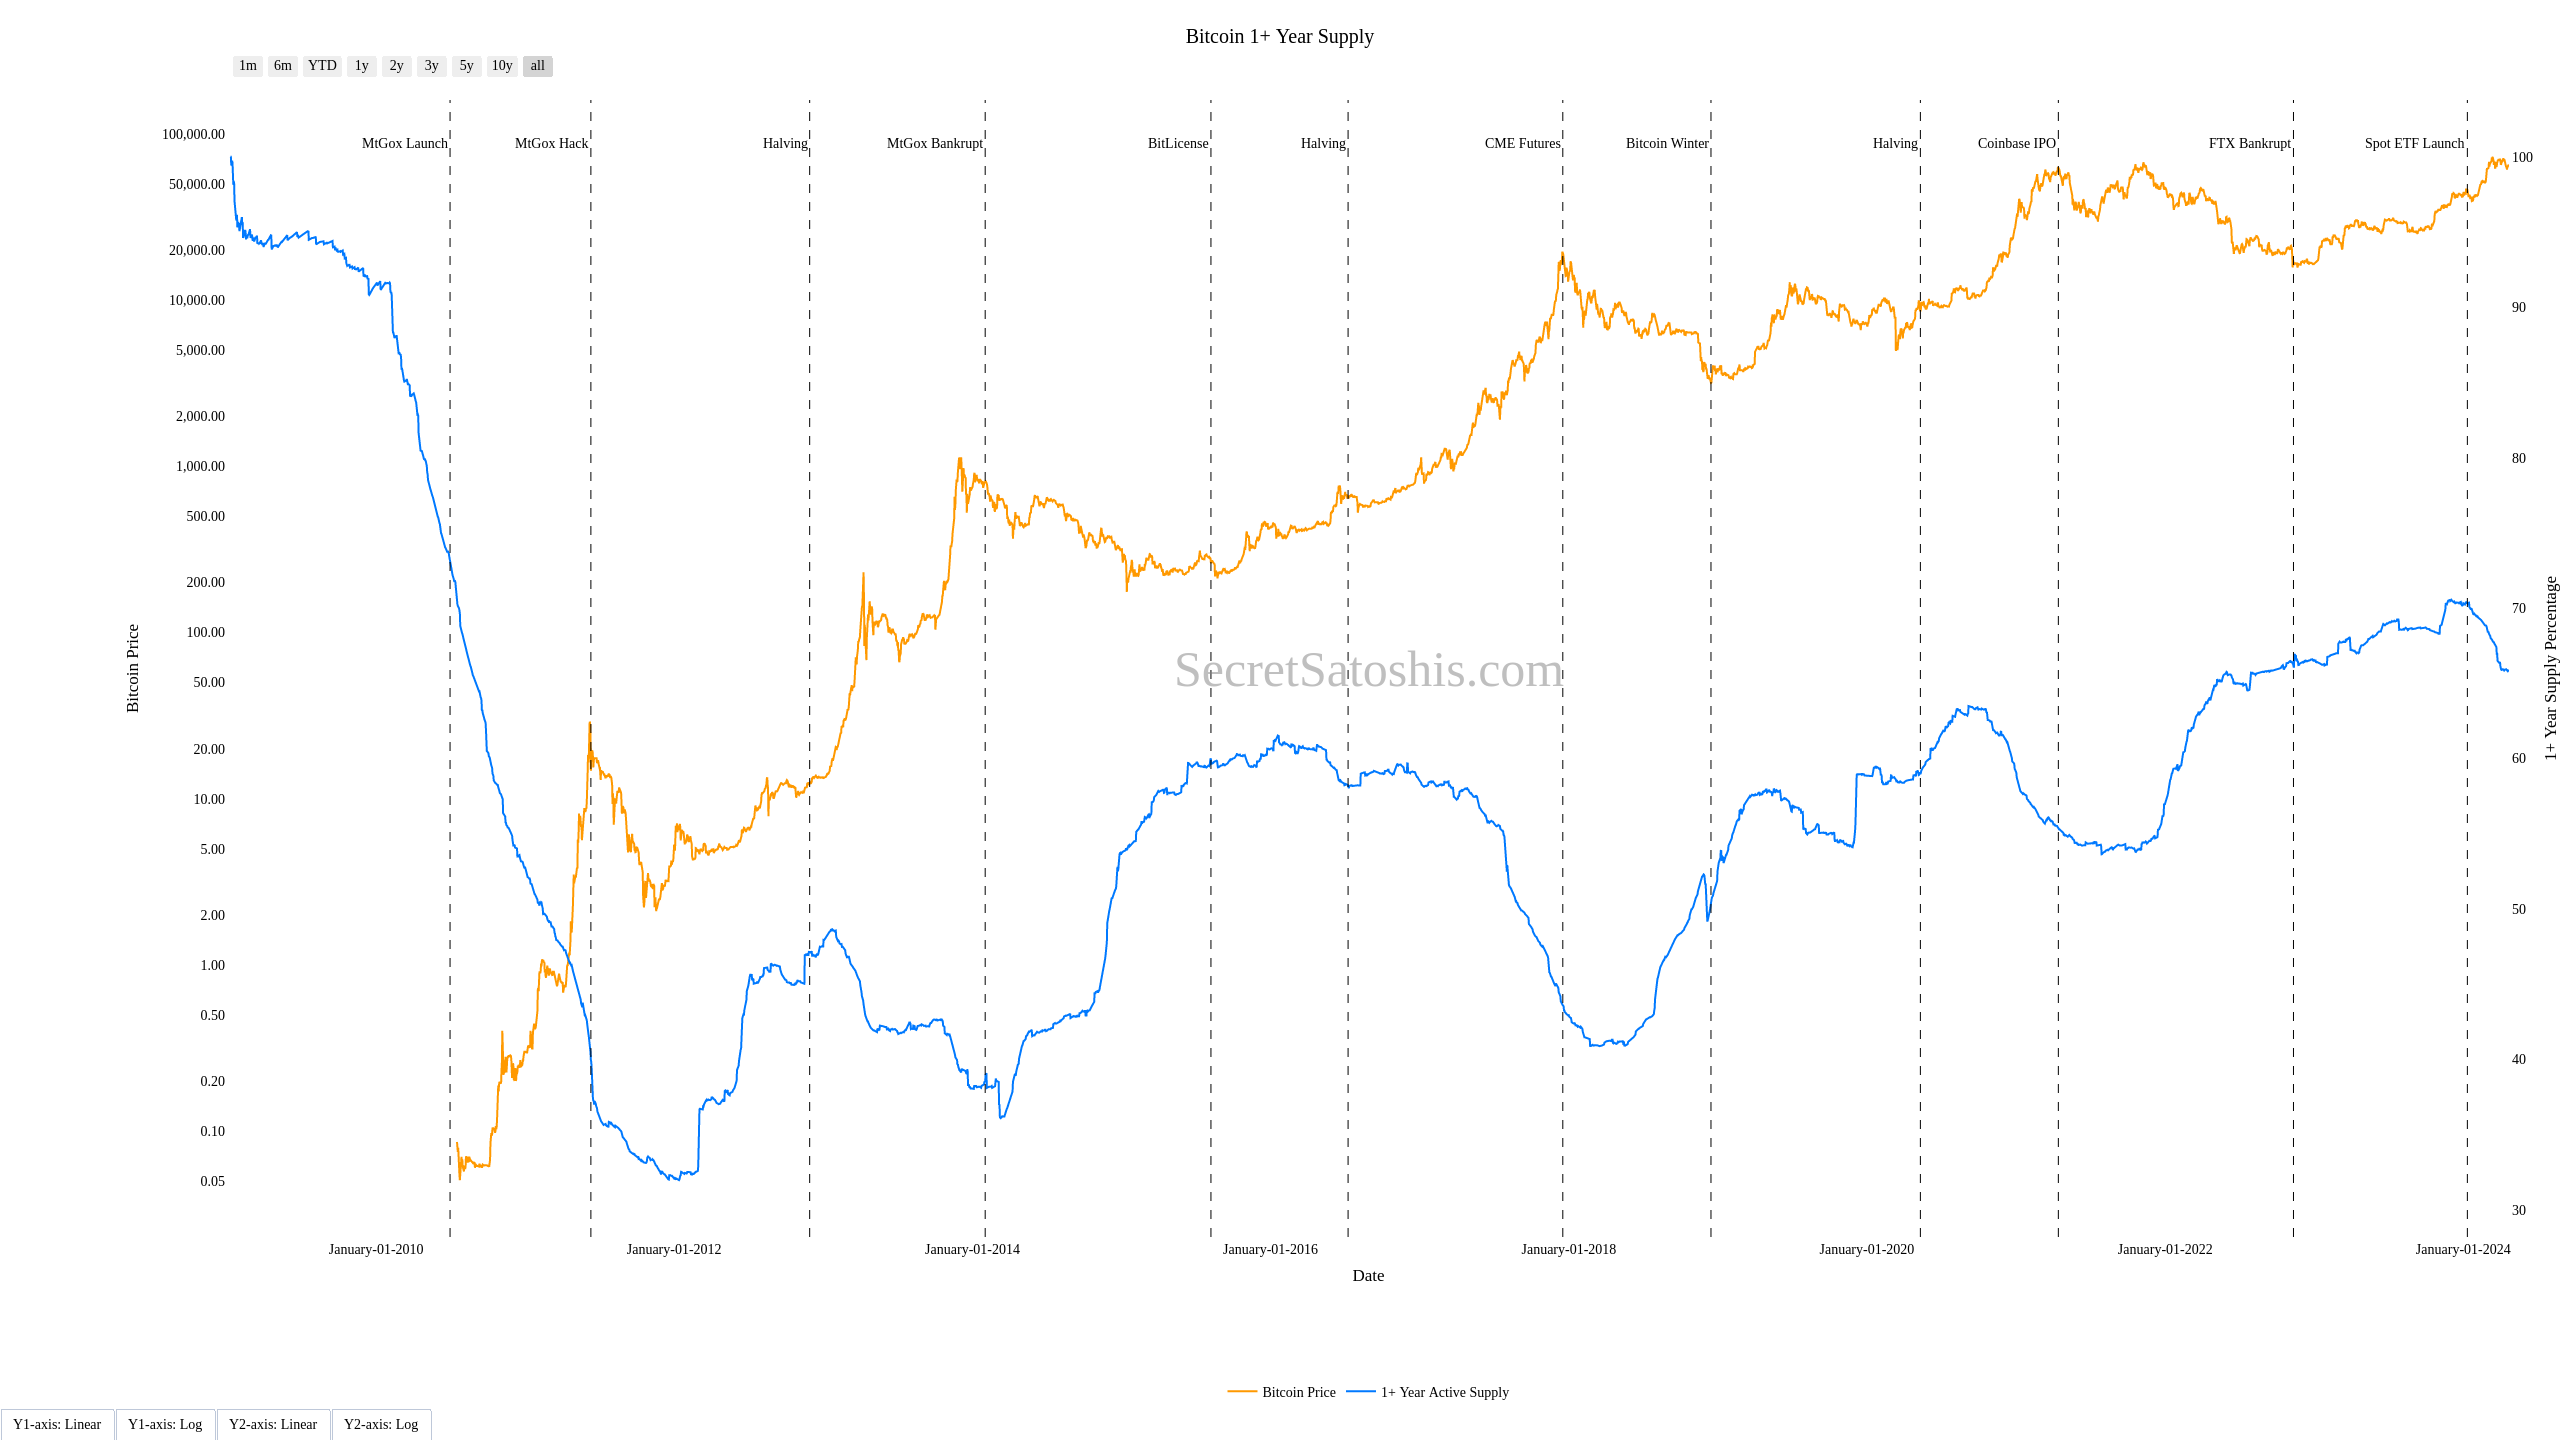 Bitcoin 1+ Year Supply
1m 6m YTD 1y 2y 3y 5y 10y all
MtGox Launch MtGox Hack Halving MtGox Bankrupt BitLicense Halving CME Futures Bitcoin Winter Halving Coinbase IPO FTX Bankrupt Spot ETF Launch
Bitcoin Price
100,000.00
50,000.00
20,000.00
10,000.00
5,000.00
2,000.00
1,000.00
500.00
200.00
100.00
50.00
20.00
10.00
5.00
2.00
1.00
0.50
0.20
0.10
0.05
SecretSatoshis.com
100
90
80
70
60
50
40
30
1+ Year Supply Percentage
January-01-2010 January-01-2012 January-01-2014 January-01-2016 January-01-2018 January-01-2020 January-01-2022 January-01-2024
Date
Bitcoin Price 1+ Year Active Supply
Y1-axis: Linear Y1-axis: Log Y2-axis: Linear Y2-axis: Log